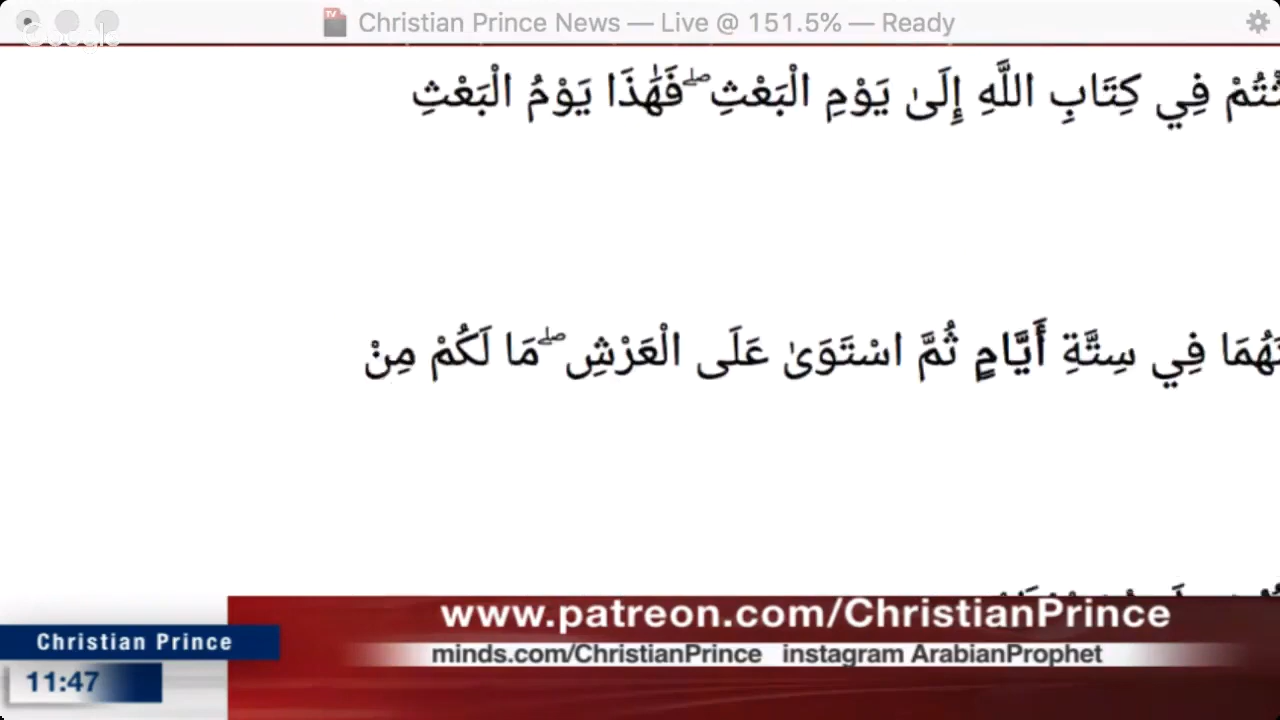 Christian Prince News — Live @ 151.5% — Ready
Google
فِي كِتَابِ اللَّهِ إِلَىٰ يَوْمِ الْبَعْثِ ۖ فَهَٰذَا يَوْمُ الْبَعْثِ
فِي سِتَّةِ أَيَّامٍ ثُمَّ اسْتَوَىٰ عَلَى الْعَرْشِ ۖ مَا لَكُمْ مِنْ
www.patreon.com/ChristianPrince
Christian Prince
minds.com/ChristianPrince instagram ArabianProphet
11:47